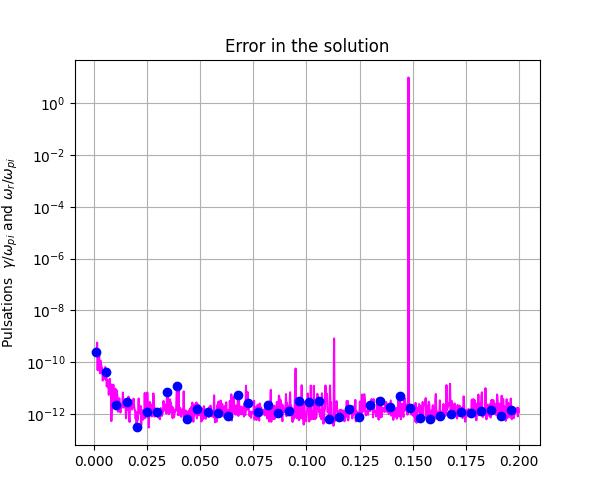 Error in the solution
Pulsations γ/ω_pi and ω_r/ω_pi
10^0
10^-2
10^-4
10^-6
10^-8
10^-10
10^-12
0.000 0.025 0.050 0.075 0.100 0.125 0.150 0.175 0.200